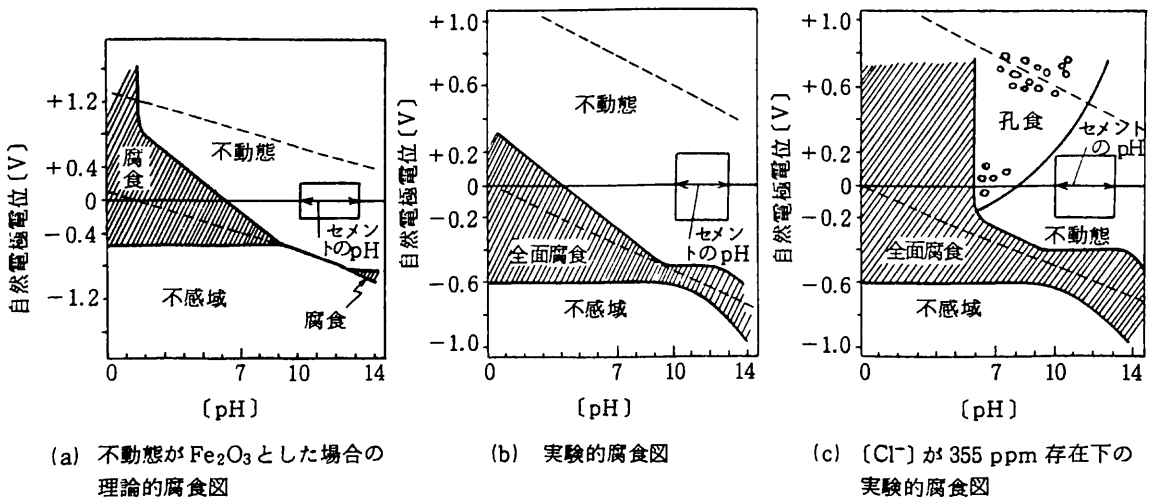 (a)
自然電極電位〔V〕
+1.2
+0.4
0
−0.4
−1.2
腐食
不動態
セメン
トのpH
不感域
腐食
0
7
10
14
〔pH〕
(a) 不動態がFe₂O₃とした場合の
理論的腐食図
(b)
自然電極電位〔V〕
+1.0
+0.6
+0.2
0
−0.2
−0.6
−1.0
不動態
セメン
トのpH
全面腐食
不感域
0
7
10
14
〔pH〕
(b) 実験的腐食図
(c)
自然電極電位〔V〕
+1.0
+0.6
+0.2
0
−0.2
−0.6
−1.0
孔食
セメント
のpH
不動態
全面腐食
不感域
0
7
10
14
〔pH〕
(c) 〔Cl⁻〕が 355 ppm 存在下の
実験的腐食図